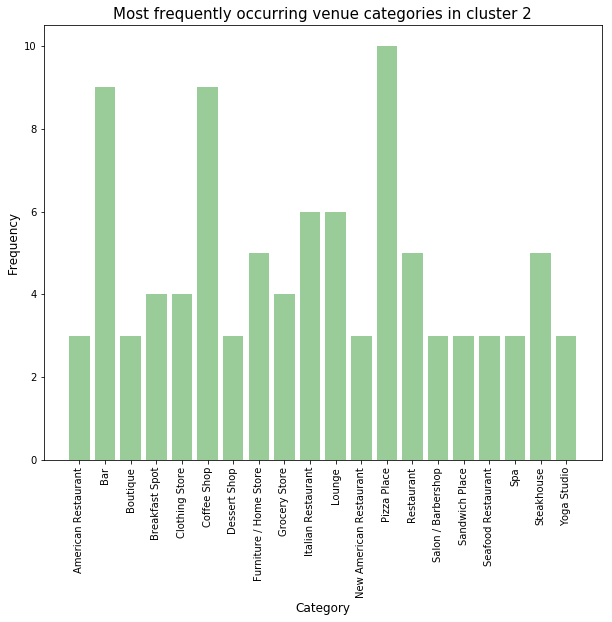 Most frequently occurring venue categories in cluster 2
10
8
6
4
2
0
Frequency
American Restaurant
Bar
Boutique
Breakfast Spot
Clothing Store
Coffee Shop
Dessert Shop
Furniture / Home Store
Grocery Store
Italian Restaurant
Lounge
New American Restaurant
Pizza Place
Restaurant
Salon / Barbershop
Sandwich Place
Seafood Restaurant
Spa
Steakhouse
Yoga Studio
Category